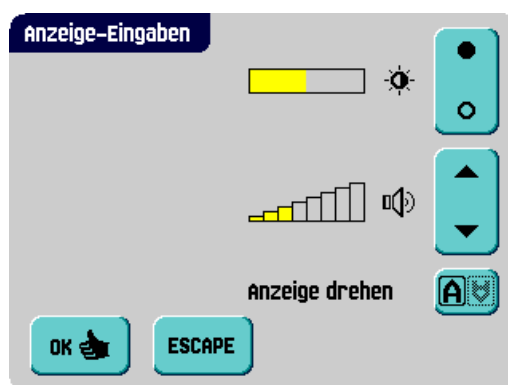 Anzeige-Eingaben
Anzeige drehen
A A
OK
ESCAPE